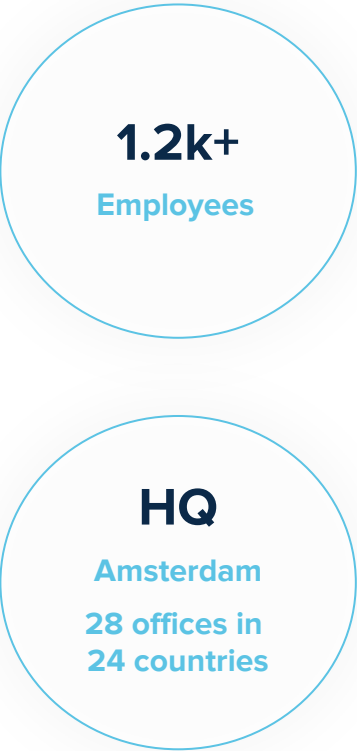 1.2k+
Employees
HQ
Amsterdam
28 offices in
24 countries